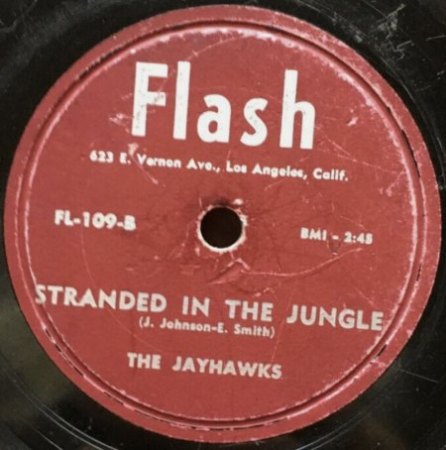 Flash
623 E. Vernon Ave., Los Angeles, Calif.
FL-109-B BMI - 2:45
STRANDED IN THE JUNGLE
(J. Johnson-E. Smith)
THE JAYHAWKS